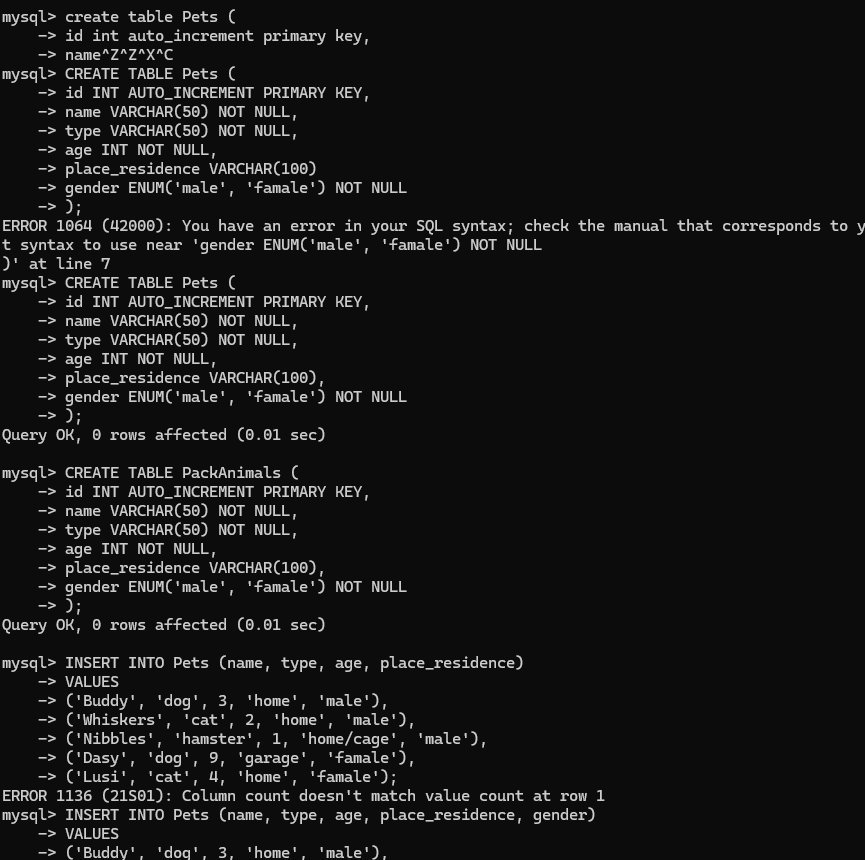 mysql> create table Pets (
    -> id int auto_increment primary key,
    -> name^Z^Z^X^C
mysql> CREATE TABLE Pets (
    -> id INT AUTO_INCREMENT PRIMARY KEY,
    -> name VARCHAR(50) NOT NULL,
    -> type VARCHAR(50) NOT NULL,
    -> age INT NOT NULL,
    -> place_residence VARCHAR(100)
    -> gender ENUM('male', 'famale') NOT NULL
    -> );
ERROR 1064 (42000): You have an error in your SQL syntax; check the manual that corresponds to y
t syntax to use near 'gender ENUM('male', 'famale') NOT NULL
)' at line 7
mysql> CREATE TABLE Pets (
    -> id INT AUTO_INCREMENT PRIMARY KEY,
    -> name VARCHAR(50) NOT NULL,
    -> type VARCHAR(50) NOT NULL,
    -> age INT NOT NULL,
    -> place_residence VARCHAR(100),
    -> gender ENUM('male', 'famale') NOT NULL
    -> );
Query OK, 0 rows affected (0.01 sec)

mysql> CREATE TABLE PackAnimals (
    -> id INT AUTO_INCREMENT PRIMARY KEY,
    -> name VARCHAR(50) NOT NULL,
    -> type VARCHAR(50) NOT NULL,
    -> age INT NOT NULL,
    -> place_residence VARCHAR(100),
    -> gender ENUM('male', 'famale') NOT NULL
    -> );
Query OK, 0 rows affected (0.01 sec)

mysql> INSERT INTO Pets (name, type, age, place_residence)
    -> VALUES
    -> ('Buddy', 'dog', 3, 'home', 'male'),
    -> ('Whiskers', 'cat', 2, 'home', 'male'),
    -> ('Nibbles', 'hamster', 1, 'home/cage', 'male'),
    -> ('Dasy', 'dog', 9, 'garage', 'famale'),
    -> ('Lusi', 'cat', 4, 'home', 'famale');
ERROR 1136 (21S01): Column count doesn't match value count at row 1
mysql> INSERT INTO Pets (name, type, age, place_residence, gender)
    -> VALUES
    -> ('Buddy', 'dog', 3, 'home', 'male'),